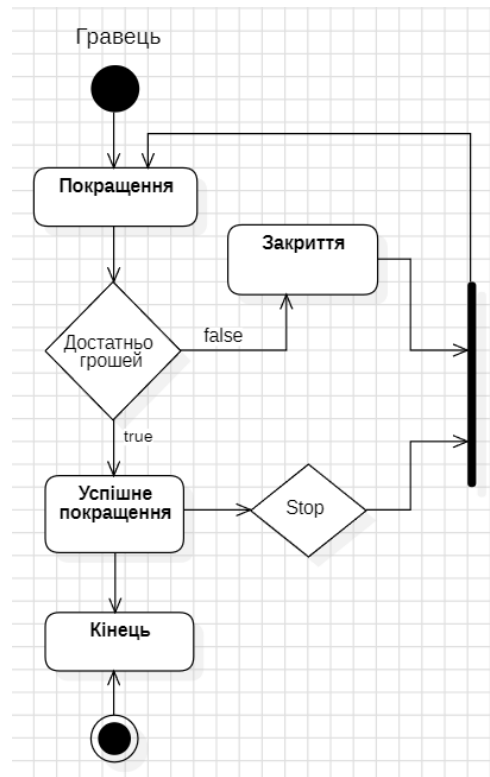 Гравець
Покращення
Закриття
Достатньо
грошей
false
true
Успішне
покращення
Stop
Кінець